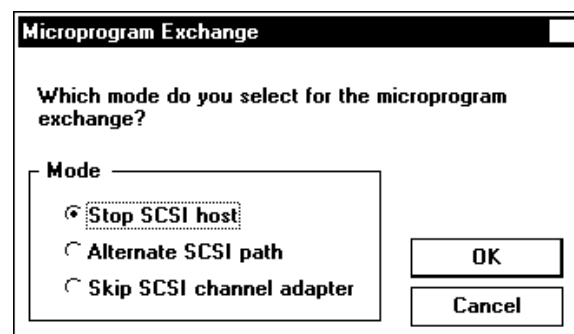 Microprogram Exchange
Which mode do you select for the microprogram
exchange?
Mode
Stop SCSI host
Alternate SCSI path
Skip SCSI channel adapter
OK
Cancel